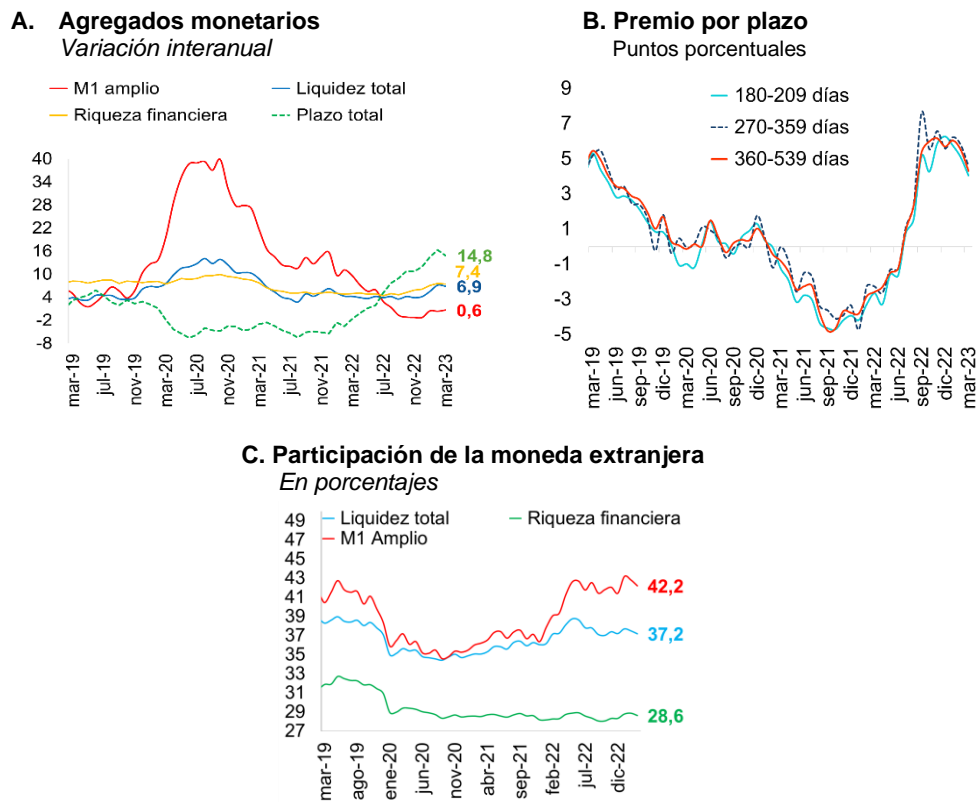 A. Agregados monetarios
Variación interanual
M1 amplio
Liquidez total
Riqueza financiera
Plazo total
40
34
28
22
16
10
4
-2
-8
14,8
7,4
6,9
0,6
mar-19
jul-19
nov-19
mar-20
jul-20
nov-20
mar-21
jul-21
nov-21
mar-22
jul-22
nov-22
mar-23
B. Premio por plazo
Puntos porcentuales
180-209 días
270-359 días
360-539 días
9
7
5
3
1
-1
-3
-5
mar-19
jun-19
sep-19
dic-19
mar-20
jun-20
sep-20
dic-20
mar-21
jun-21
sep-21
dic-21
mar-22
jun-22
sep-22
dic-22
mar-23
C. Participación de la moneda extranjera
En porcentajes
Liquidez total
Riqueza financiera
M1 Amplio
49
47
45
43
41
39
37
35
33
31
29
27
42,2
37,2
28,6
mar-19
ago-19
ene-20
jun-20
nov-20
abr-21
sep-21
feb-22
jul-22
dic-22